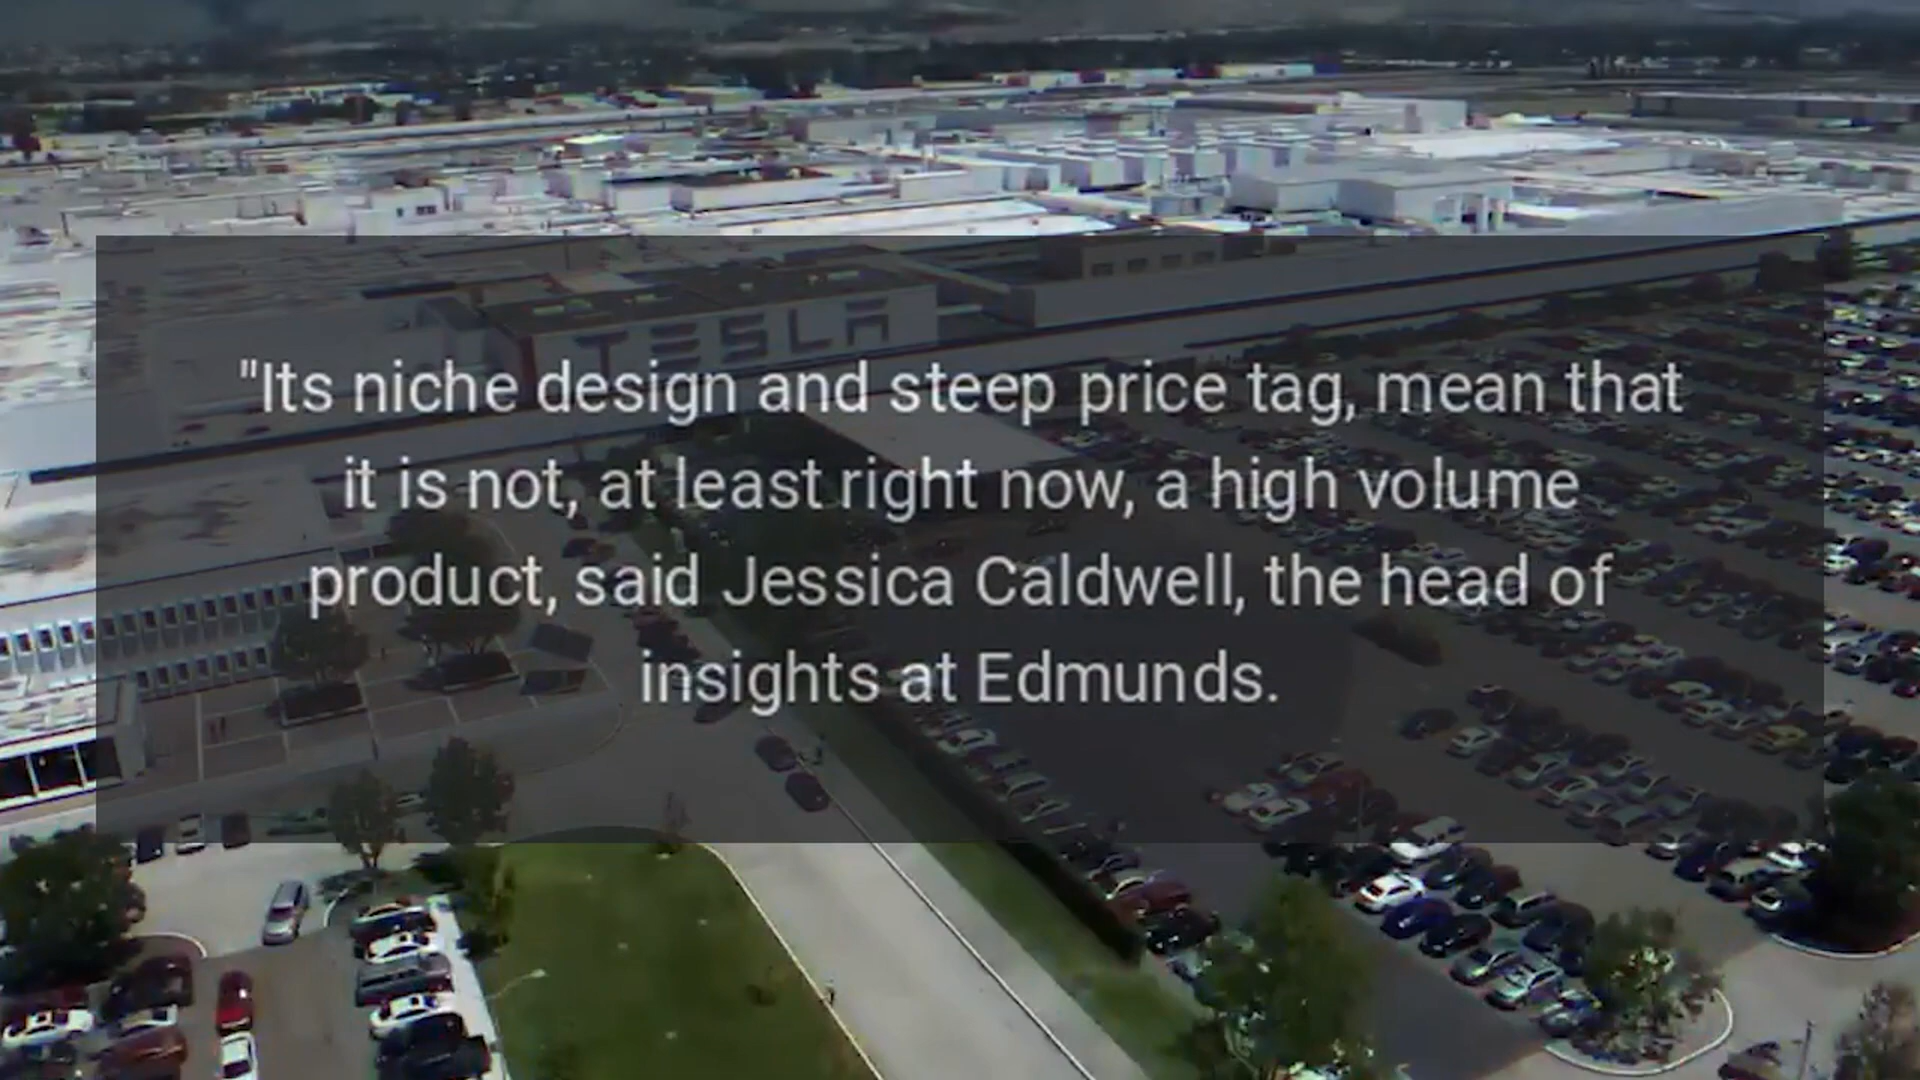 TESLA
"Its niche design and steep price tag, mean that
it is not, at least right now, a high volume
product, said Jessica Caldwell, the head of
insights at Edmunds.